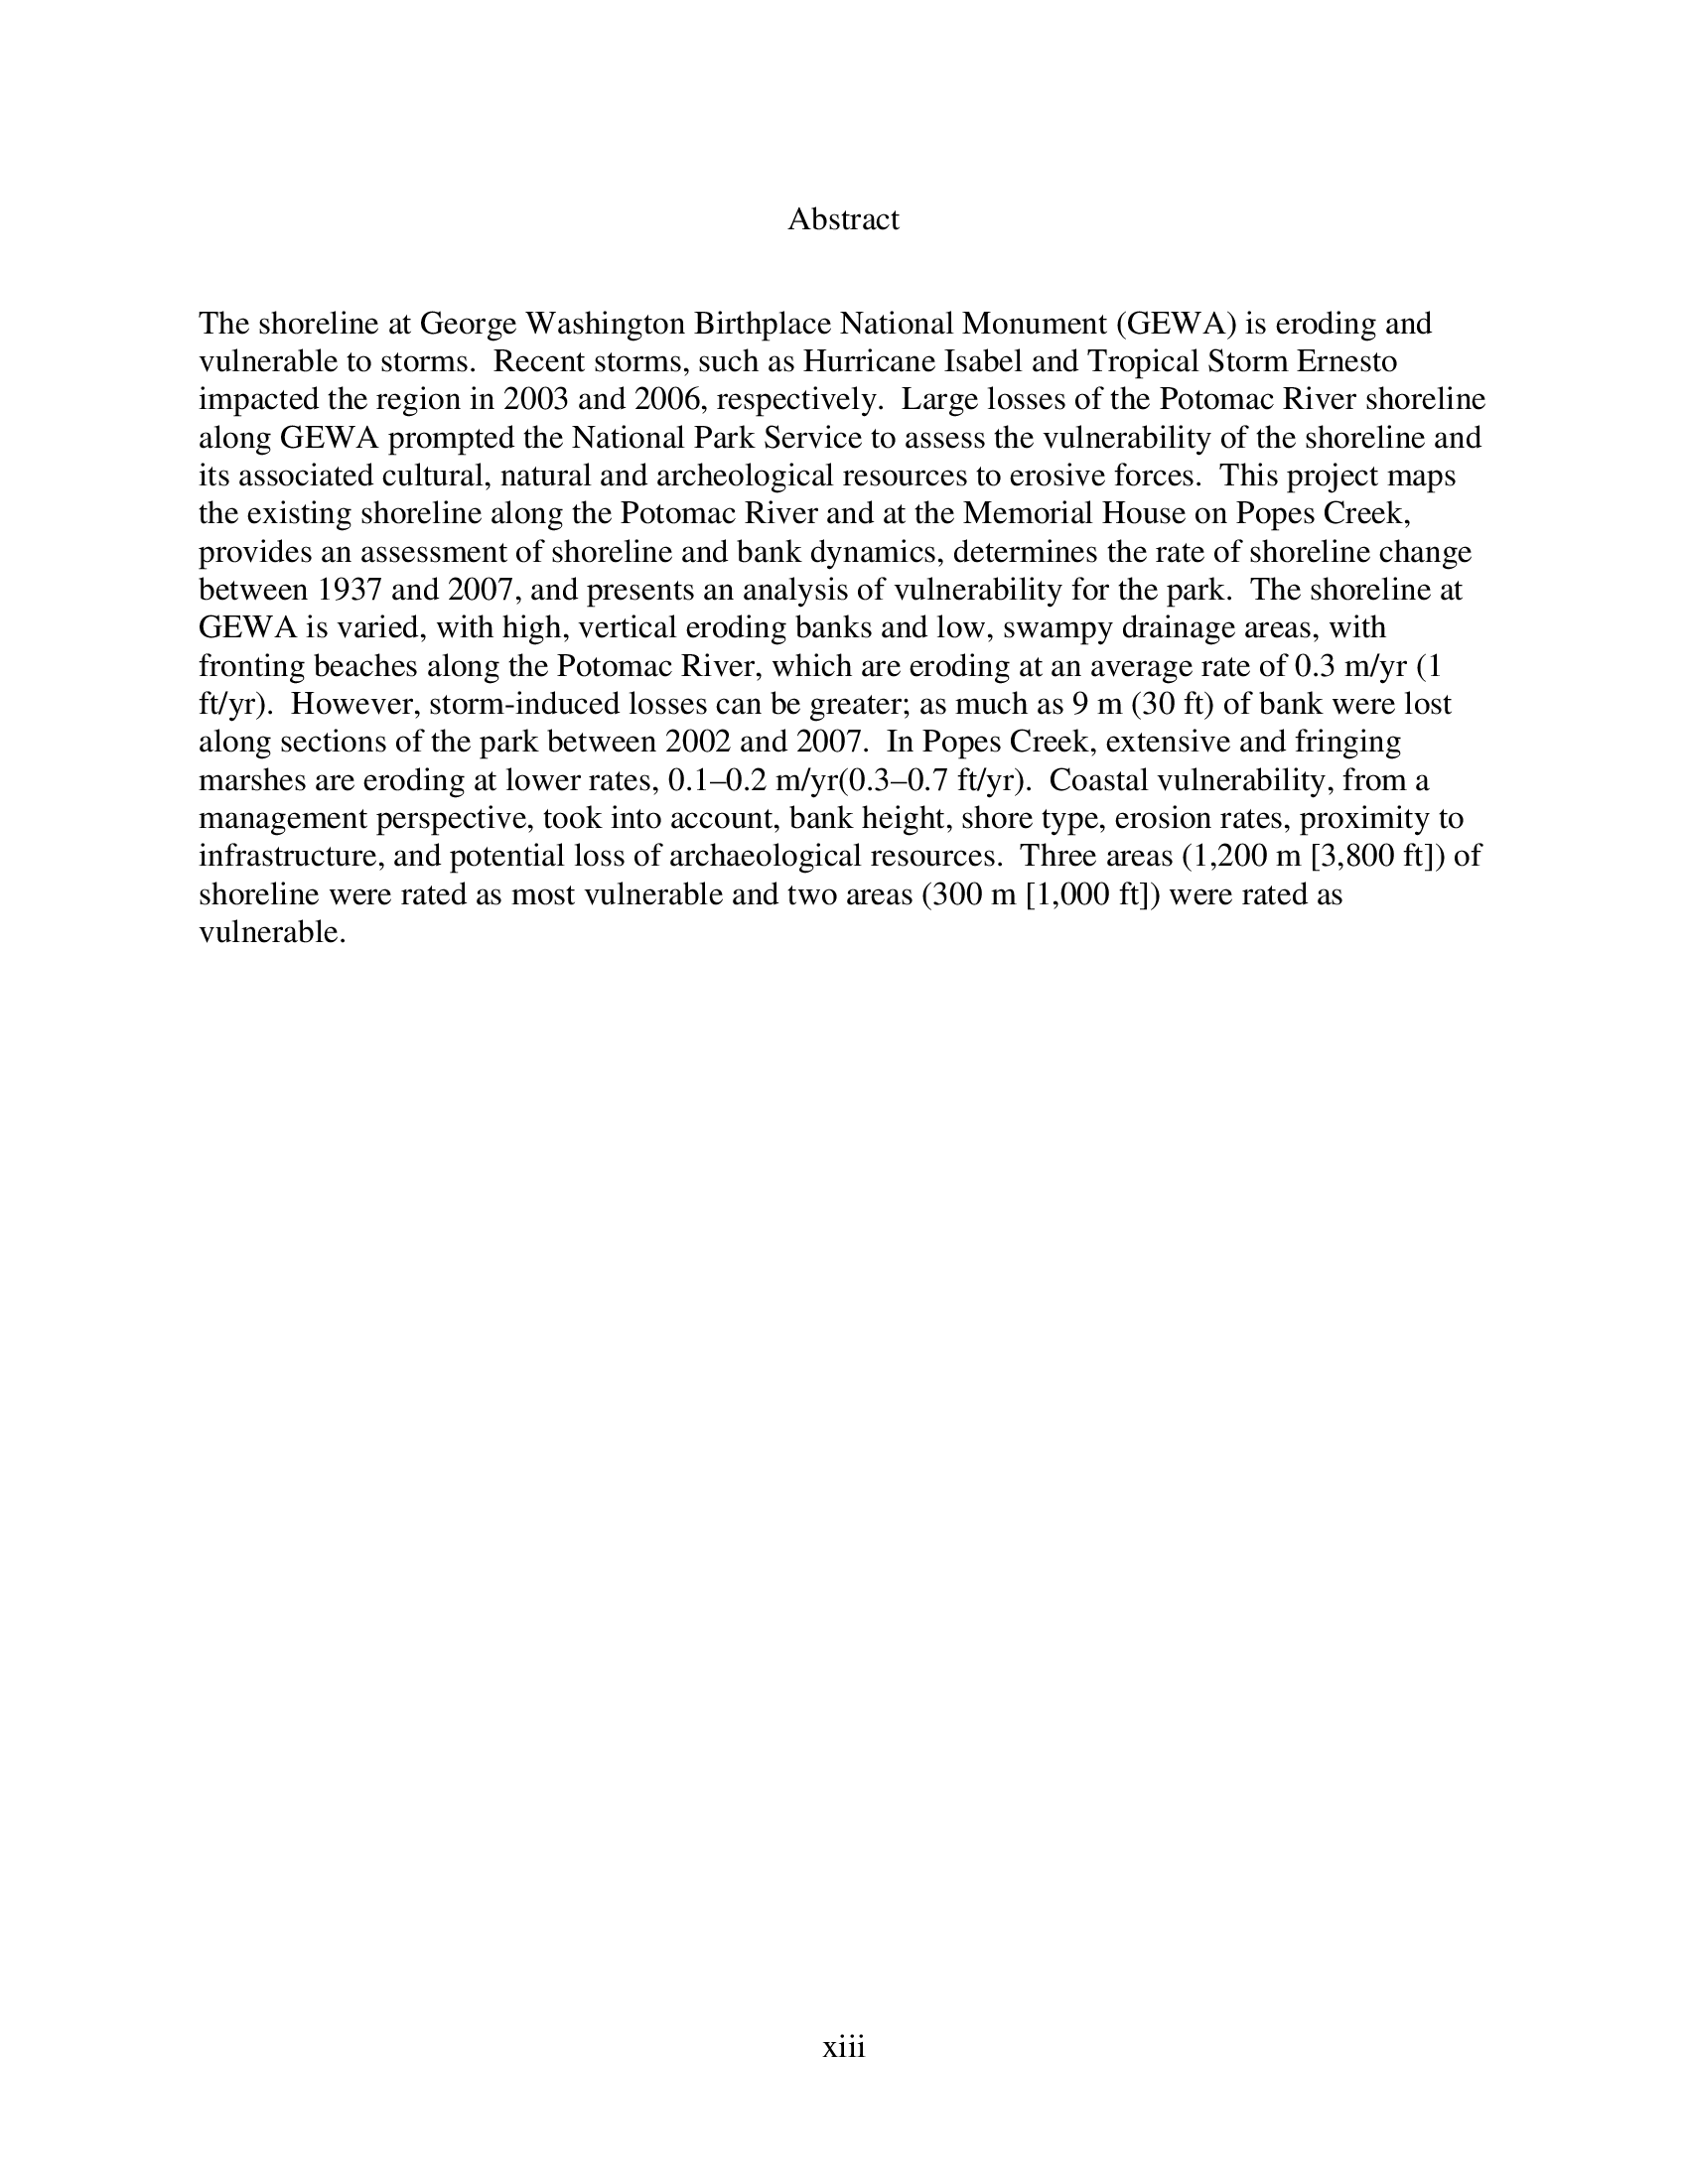 Abstract
The shoreline at George Washington Birthplace National Monument (GEWA) is eroding and
vulnerable to storms.  Recent storms, such as Hurricane Isabel and Tropical Storm Ernesto
impacted the region in 2003 and 2006, respectively.  Large losses of the Potomac River shoreline
along GEWA prompted the National Park Service to assess the vulnerability of the shoreline and
its associated cultural, natural and archeological resources to erosive forces.  This project maps
the existing shoreline along the Potomac River and at the Memorial House on Popes Creek,
provides an assessment of shoreline and bank dynamics, determines the rate of shoreline change
between 1937 and 2007, and presents an analysis of vulnerability for the park.  The shoreline at
GEWA is varied, with high, vertical eroding banks and low, swampy drainage areas, with
fronting beaches along the Potomac River, which are eroding at an average rate of 0.3 m/yr (1
ft/yr).  However, storm-induced losses can be greater; as much as 9 m (30 ft) of bank were lost
along sections of the park between 2002 and 2007.  In Popes Creek, extensive and fringing
marshes are eroding at lower rates, 0.1–0.2 m/yr(0.3–0.7 ft/yr).  Coastal vulnerability, from a
management perspective, took into account, bank height, shore type, erosion rates, proximity to
infrastructure, and potential loss of archaeological resources.  Three areas (1,200 m [3,800 ft]) of
shoreline were rated as most vulnerable and two areas (300 m [1,000 ft]) were rated as
vulnerable.
xiii